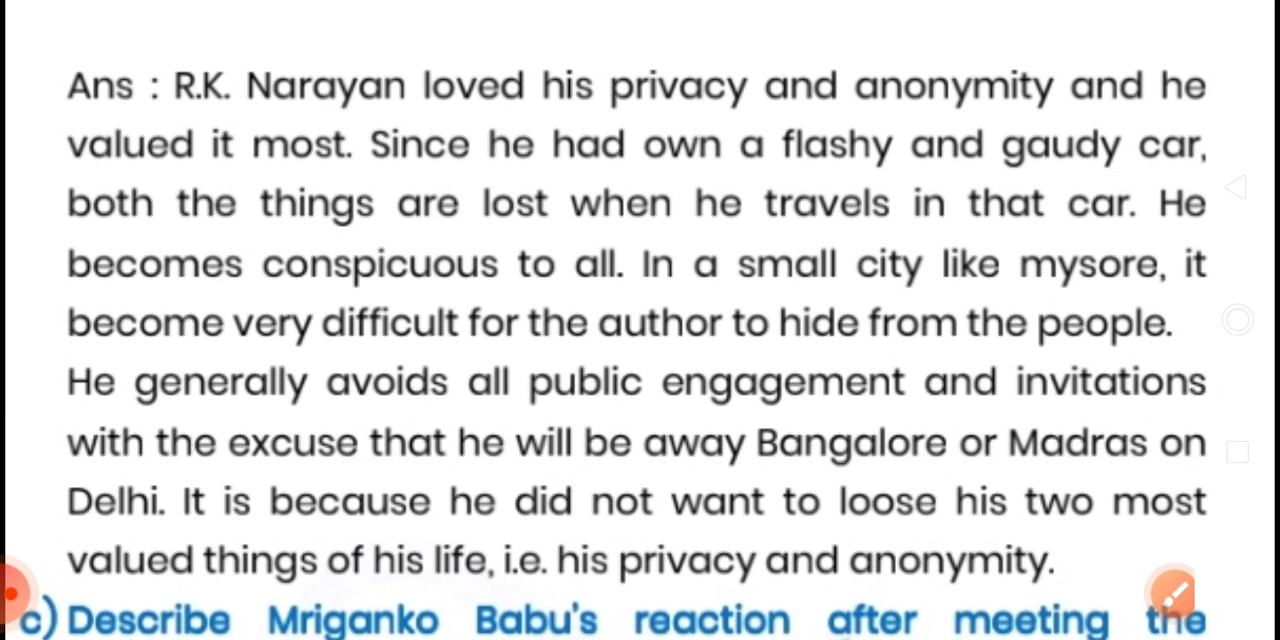 Ans : R.K. Narayan loved his privacy and anonymity and he
valued it most. Since he had own a flashy and gaudy car,
both the things are lost when he travels in that car. He
becomes conspicuous to all. In a small city like mysore, it
become very difficult for the author to hide from the people.
He generally avoids all public engagement and invitations
with the excuse that he will be away Bangalore or Madras on
Delhi. It is because he did not want to loose his two most
valued things of his life, i.e. his privacy and anonymity.
c) Describe Mriganko Babu's reaction after meeting the